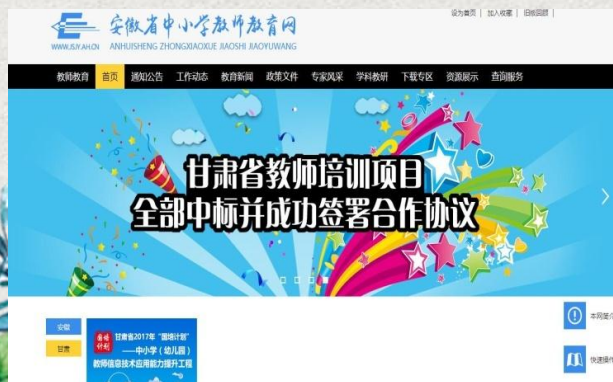 设为首页 | 加入收藏 | 旧版回顾 |
安徽省中小学教师教育网
WWW.JSJY.AH.CN ANHUISHENG ZHONGXIAOXUE JIAOSHI JIAOYUWANG
教师教育 首页 通知公告 工作动态 教育新闻 政策文件 专家风采 学科教研 下载专区 资源展示 查询服务
甘肃省教师培训项目
全部中标并成功签署合作协议
安徽
甘肃
国培计划
甘肃省2017年“国培计划”
——中小学（幼儿园）
教师信息技术应用能力提升工程
本网简介
快速操作